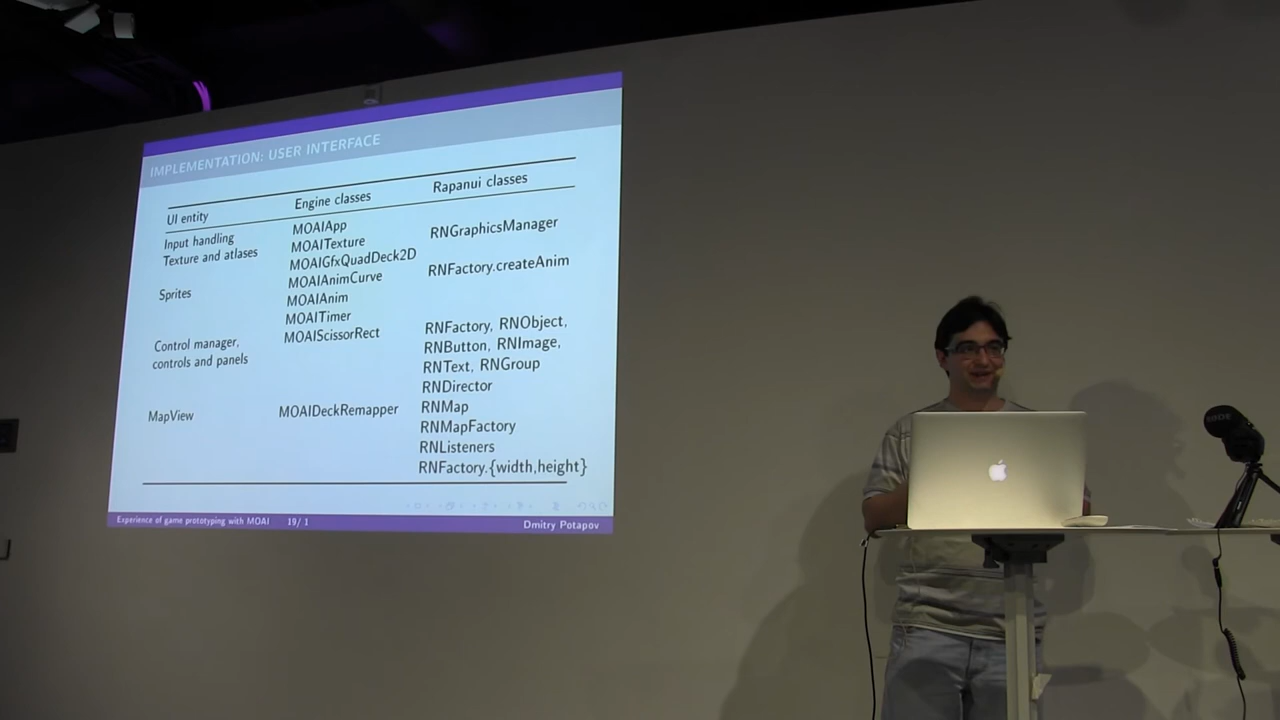 IMPLEMENTATION: USER INTERFACE
UI entity Engine classes Rapanui classes
Input handling MOAIApp RNGraphicsManager
Texture and atlases MOAITexture
MOAIGfxQuadDeck2D RNFactory.createAnim
Sprites MOAIAnimCurve
MOAIAnim
MOAITimer
Control manager, MOAIScissorRect RNFactory, RNObject,
controls and panels RNButton, RNImage,
RNText, RNGroup
RNDirector
MapView MOAIDeckRemapper RNMap
RNMapFactory
RNListeners
RNFactory.{width,height}
Experience of game prototyping with MOAI 19/ 1 Dmitry Potapov
RODE